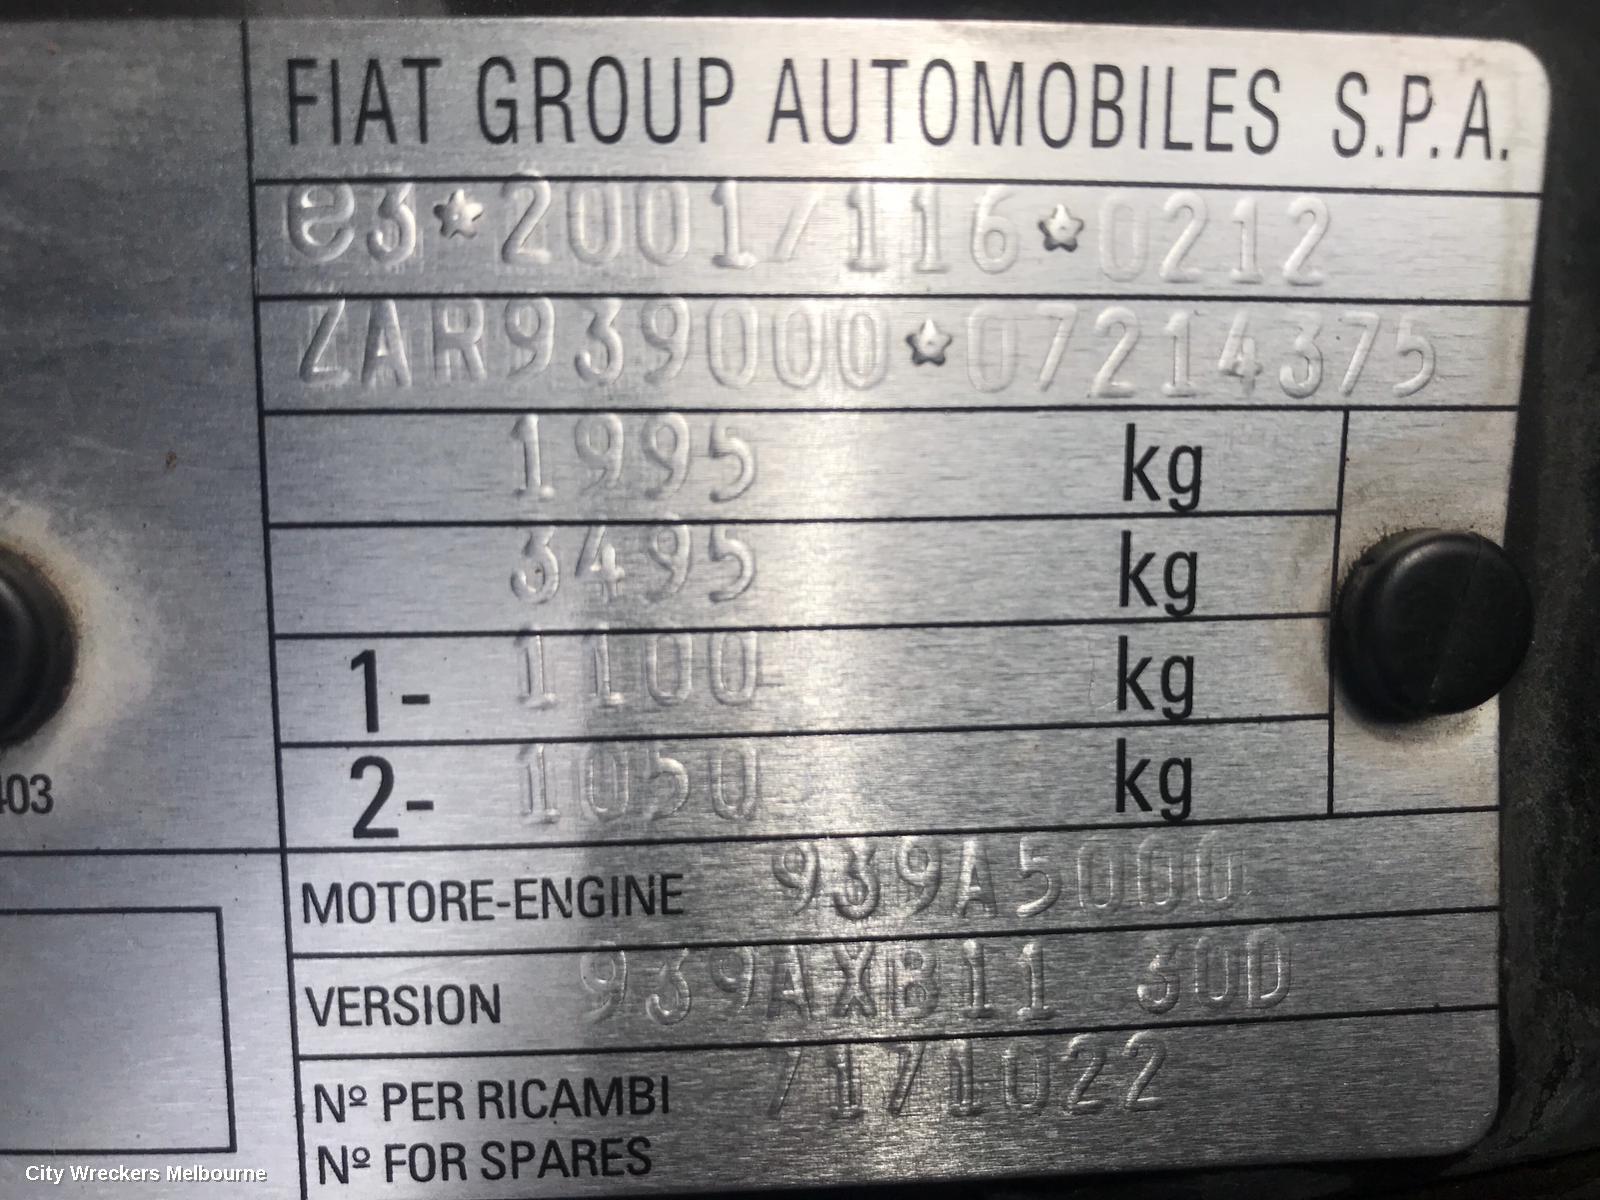 FIAT GROUP AUTOMOBILES S.P.A.
e3*2001/116*0212
ZAR939000*07214375
1995 kg
3495 kg
1- 1100 kg
2- 1050 kg
403
MOTORE-ENGINE 939A5000
VERSION 939AXB11 30D
Nº PER RICAMBI 7171022
Nº FOR SPARES
City Wreckers Melbourne